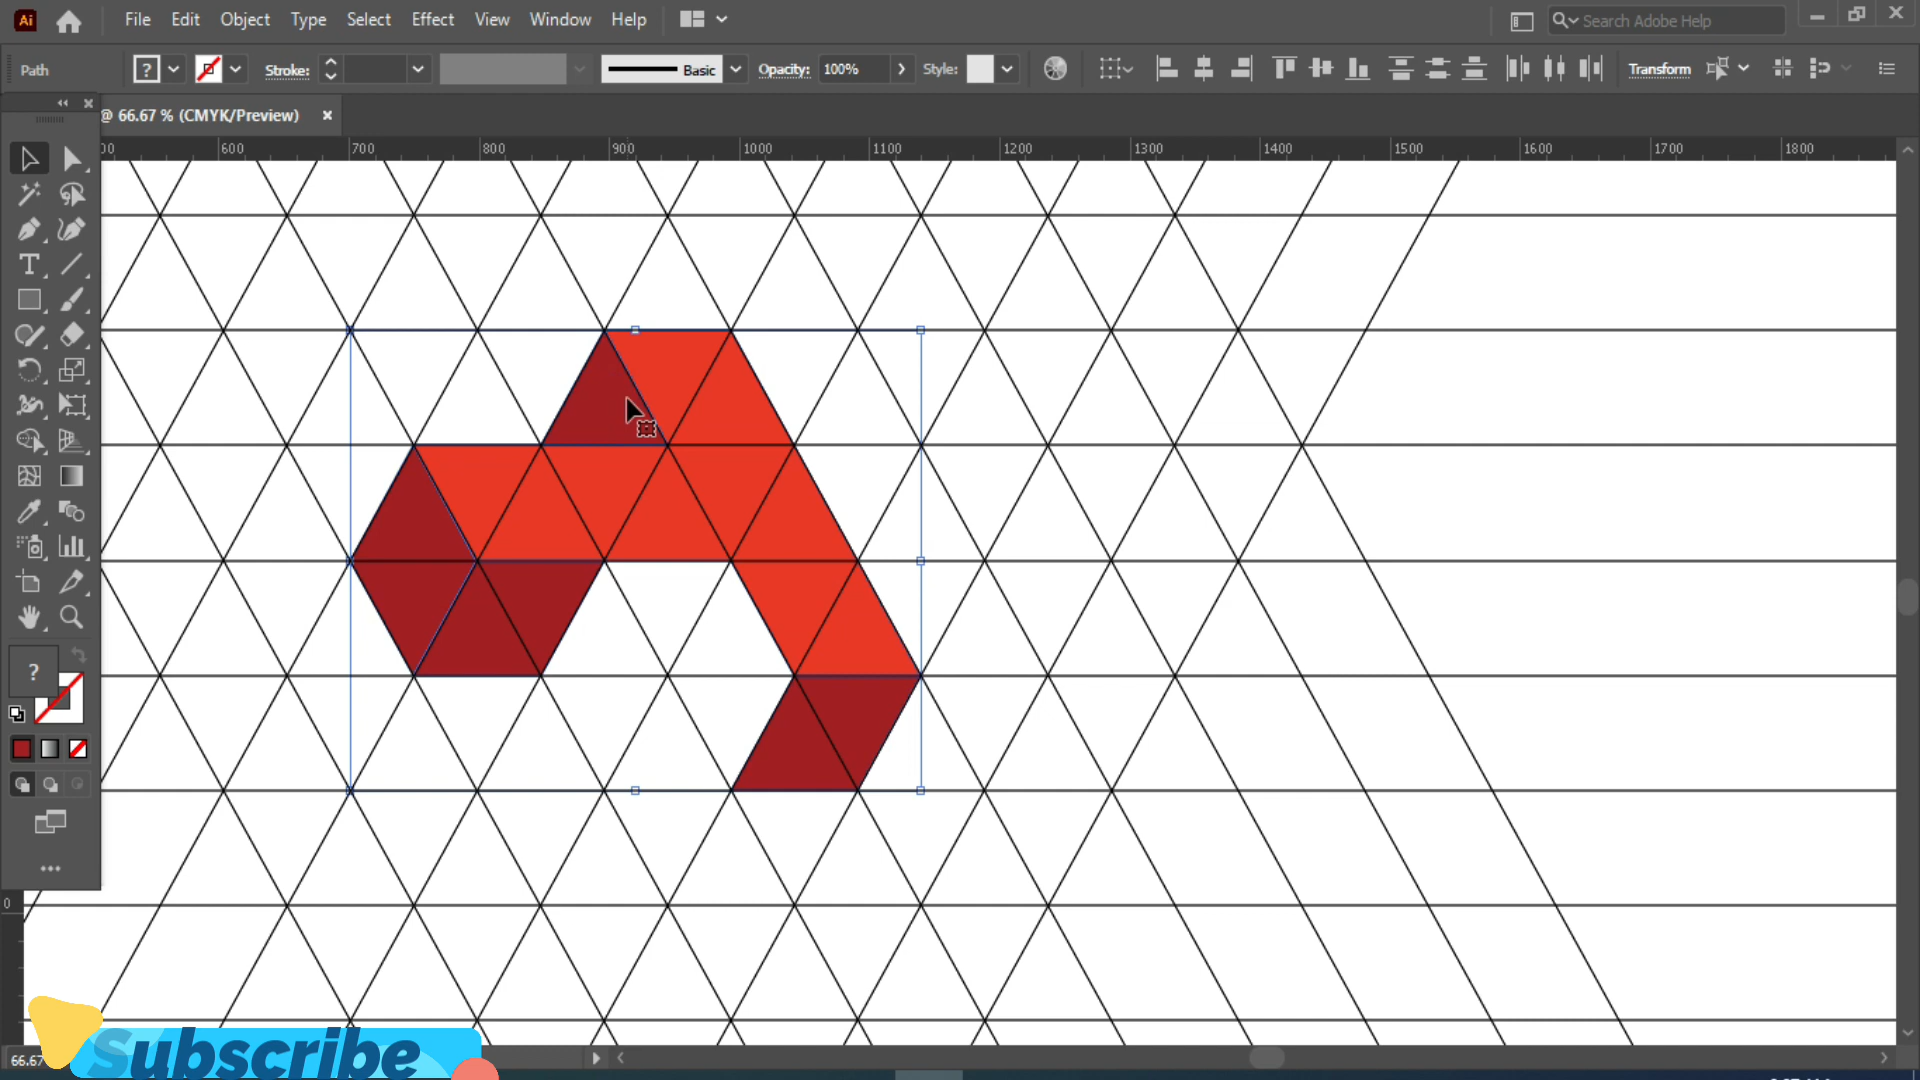 Ai File Edit Object Type Select Effect View Window Help Search Adobe Help
Path ? Stroke: Basic Opacity: 100% Style: Transform
@ 66.67 % (CMYK/Preview)
00 600 700 800 900 1000 1100 1200 1300 1400 1500 1600 1700 1800
T
?
0
66.67
Subscribe